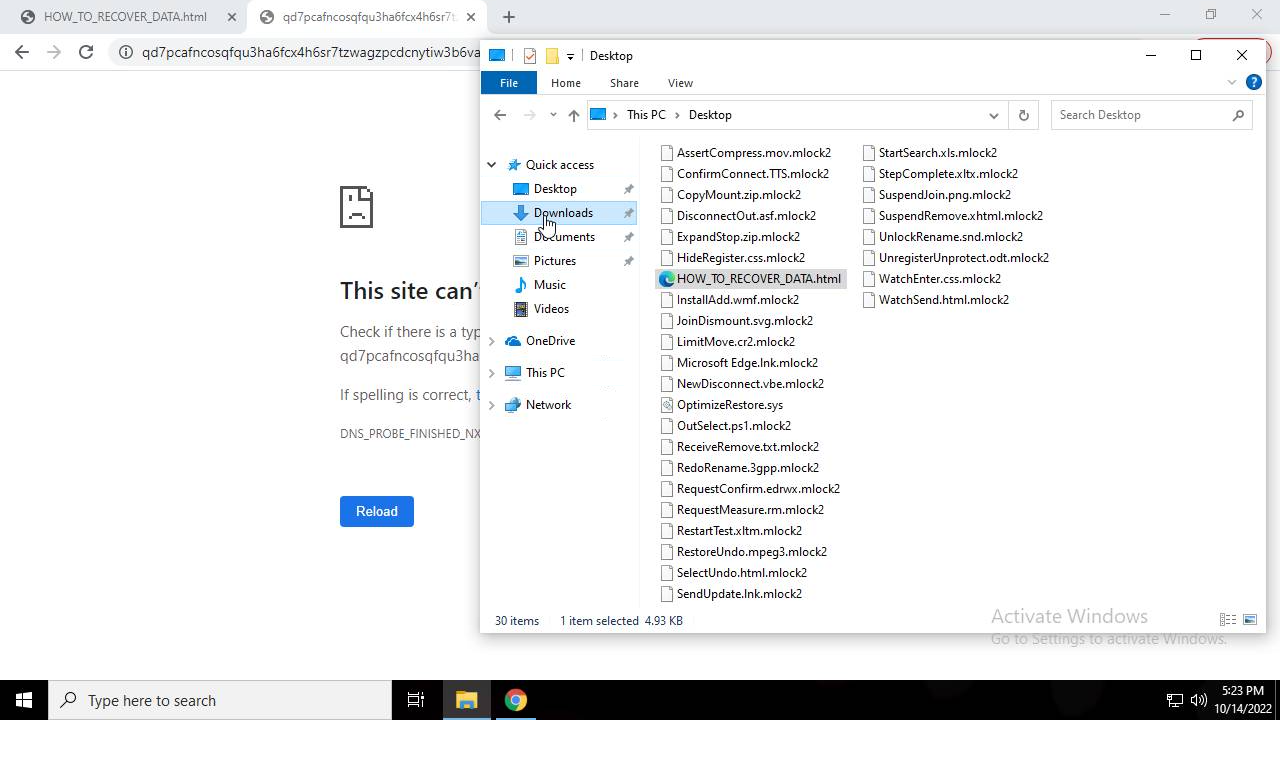 HOW_TO_RECOVER_DATA.html
qd7pcafncosqfqu3ha6fcx4h6sr7t
qd7pcafncosqfqu3ha6fcx4h6sr7tzwagzpcdcnytiw3b6va
Desktop
File Home Share View
This PC Desktop
Search Desktop
This site can'
Check if there is a typ
qd7pcafncosqfqu3ha
If spelling is correct, t
DNS_PROBE_FINISHED_NX
Reload
Quick access
Desktop
Downloads
Documents
Pictures
Music
Videos
OneDrive
This PC
Network
AssertCompress.mov.mlock2
ConfirmConnect.TTS.mlock2
CopyMount.zip.mlock2
DisconnectOut.asf.mlock2
ExpandStop.zip.mlock2
HideRegister.css.mlock2
HOW_TO_RECOVER_DATA.html
InstallAdd.wmf.mlock2
JoinDismount.svg.mlock2
LimitMove.cr2.mlock2
Microsoft Edge.lnk.mlock2
NewDisconnect.vbe.mlock2
OptimizeRestore.sys
OutSelect.ps1.mlock2
ReceiveRemove.txt.mlock2
RedoRename.3gpp.mlock2
RequestConfirm.edrwx.mlock2
RequestMeasure.rm.mlock2
RestartTest.xltm.mlock2
RestoreUndo.mpeg3.mlock2
SelectUndo.html.mlock2
SendUpdate.lnk.mlock2
StartSearch.xls.mlock2
StepComplete.xltx.mlock2
SuspendJoin.png.mlock2
SuspendRemove.xhtml.mlock2
UnlockRename.snd.mlock2
UnregisterUnprotect.odt.mlock2
WatchEnter.css.mlock2
WatchSend.html.mlock2
30 items 1 item selected 4.93 KB
Activate Windows
Go to Settings to activate Windows.
Type here to search
5:23 PM
10/14/2022